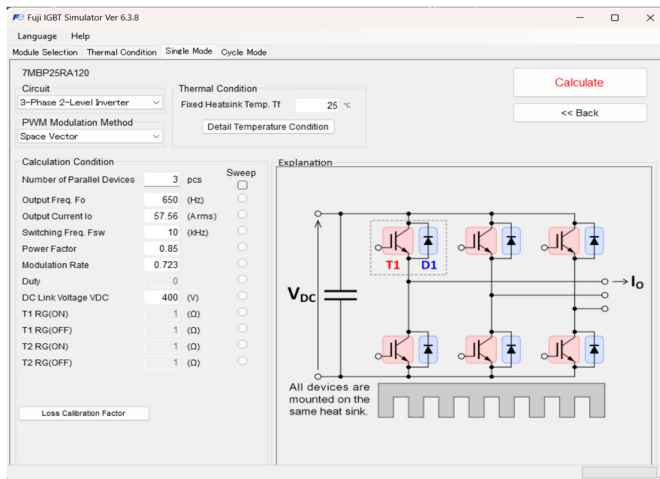 Fuji IGBT Simulator Ver 6.3.8
Language Help
Module Selection Thermal Condition Single Mode Cycle Mode
7MBP25RA120
Circuit
3-Phase 2-Level Inverter
PWM Modulation Method
Space Vector
Thermal Condition
Fixed Heatsink Temp. Tf 25 ℃
Detail Temperature Condition
Calculate
<< Back
Calculation Condition
Sweep
Number of Parallel Devices 3 pcs
Output Freq. Fo 650 (Hz)
Output Current Io 57.56 (Arms)
Switching Freq. Fsw 10 (kHz)
Power Factor 0.85
Modulation Rate 0.723
Duty 0
DC Link Voltage VDC 400 (V)
T1 RG(ON) 1 (Ω)
T1 RG(OFF) 1 (Ω)
T2 RG(ON) 1 (Ω)
T2 RG(OFF) 1 (Ω)
Loss Calibration Factor
Explanation
T1 D1
VDC
IO
All devices are
mounted on the
same heat sink.